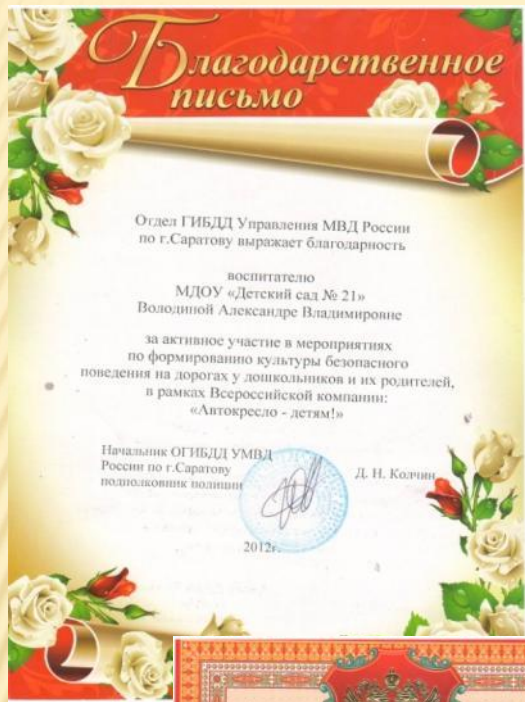 Благодарственное
письмо
Отдел ГИБДД Управления МВД России
по г.Саратову выражает благодарность
воспитателю
МДОУ «Детский сад № 21»
Володиной Александре Владимировне
за активное участие в мероприятиях
по формированию культуры безопасного
поведения на дорогах у дошкольников и их родителей,
в рамках Всероссийской компании:
«Автокресло - детям!»
Начальник ОГИБДД УМВД
России по г.Саратову
подполковник полиции
Д. Н. Колчин
2012г.